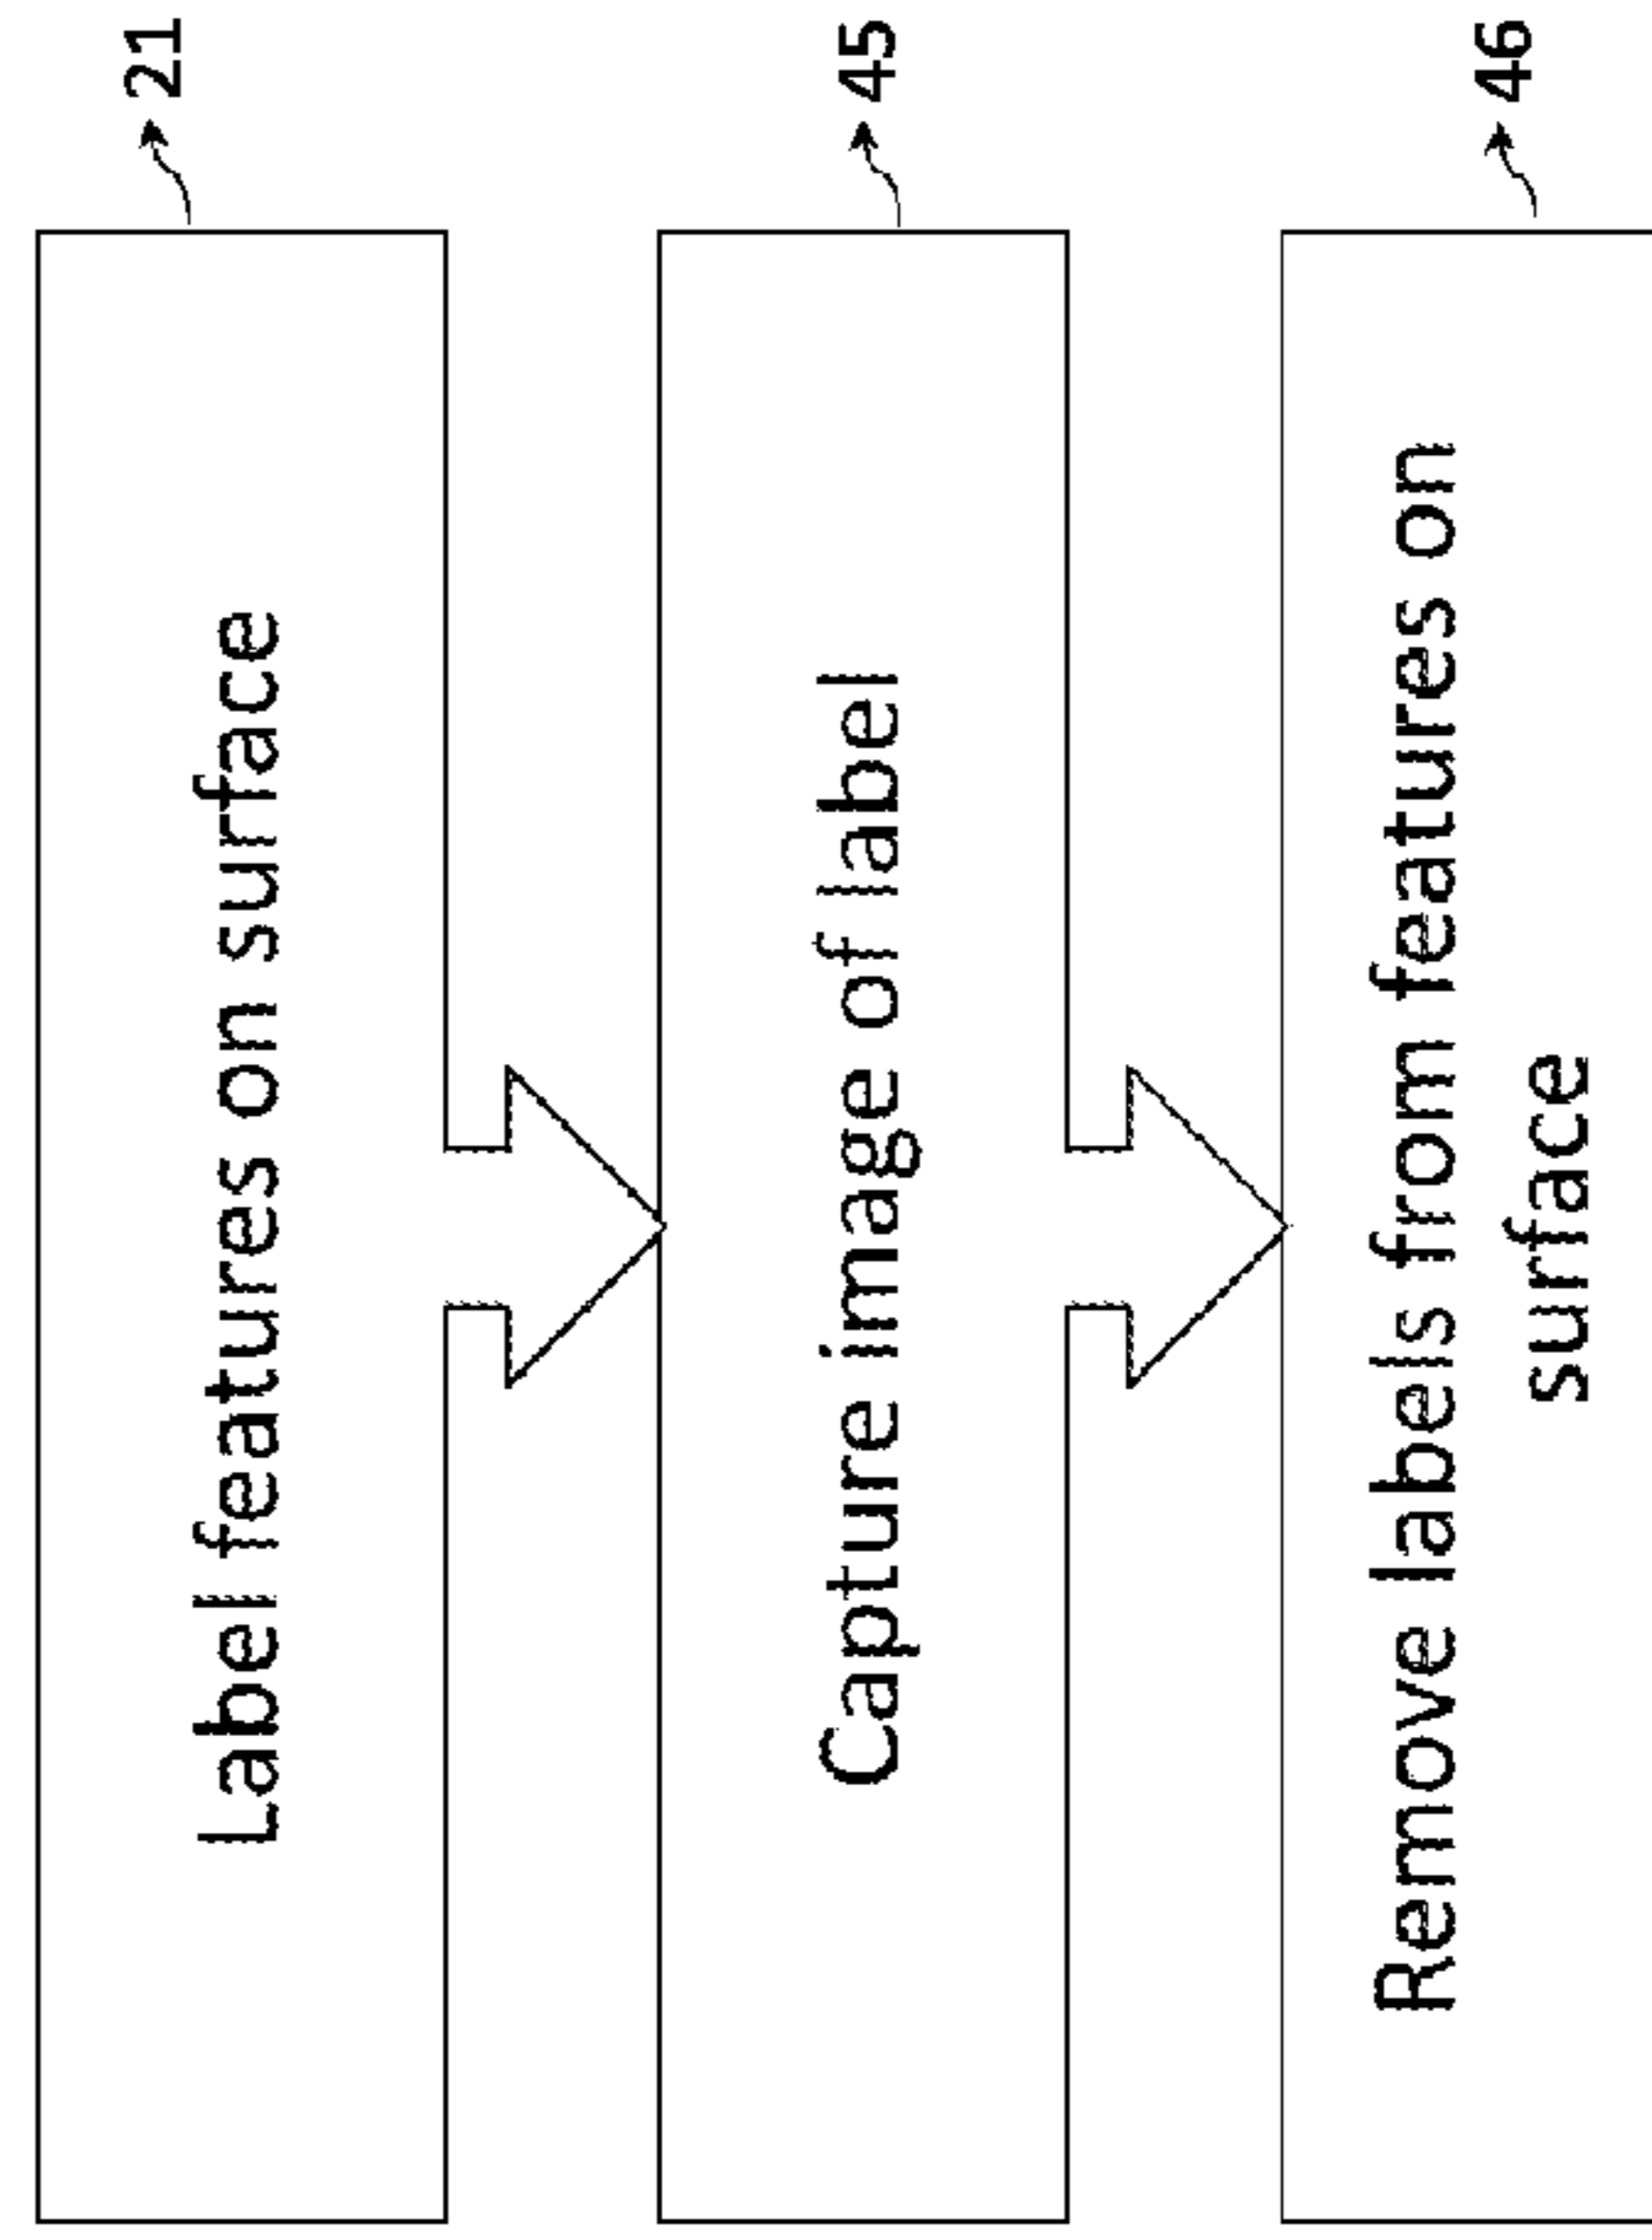 Label features on surface
21
Capture image of label
45
Remove labels from features on
surface
46